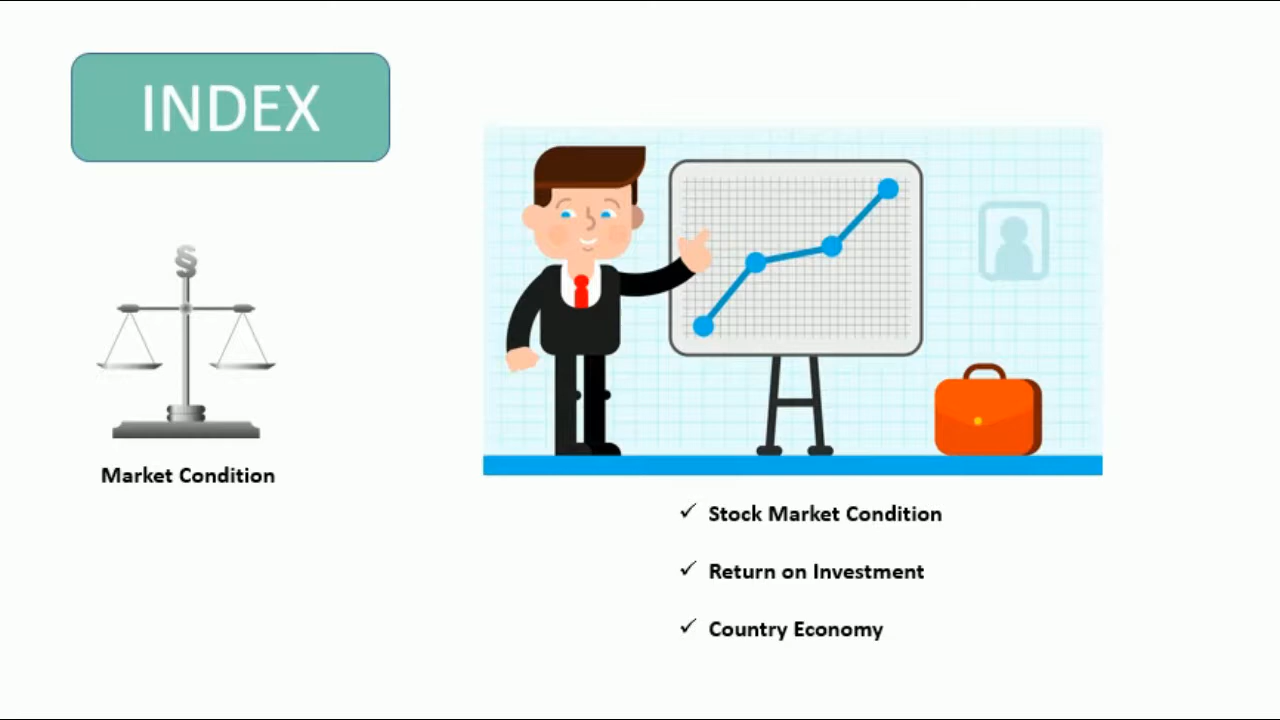 INDEX
Market Condition
✓ Stock Market Condition
✓ Return on Investment
✓ Country Economy